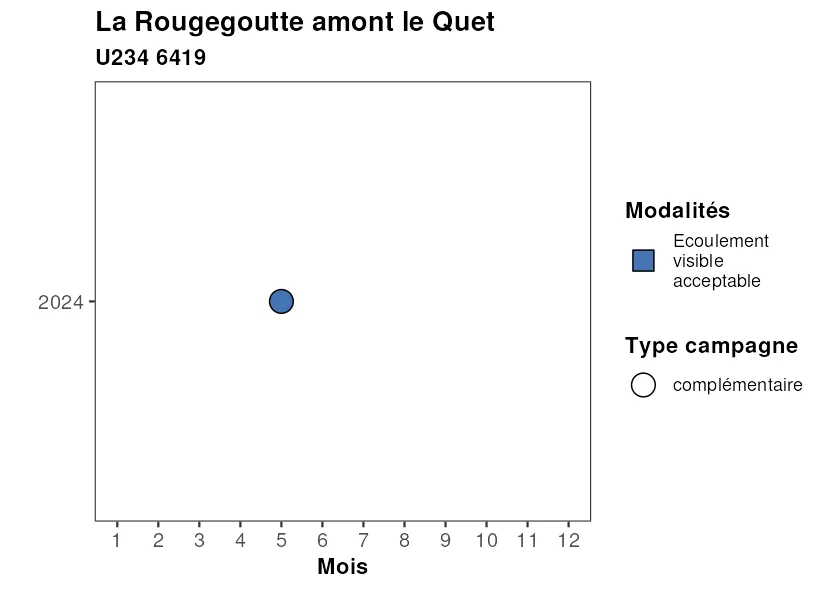 La Rougegoutte amont le Quet
U234 6419
2024
1 2 3 4 5 6 7 8 9 10 11 12
Mois
Modalités
Ecoulement
visible
acceptable
Type campagne
complémentaire